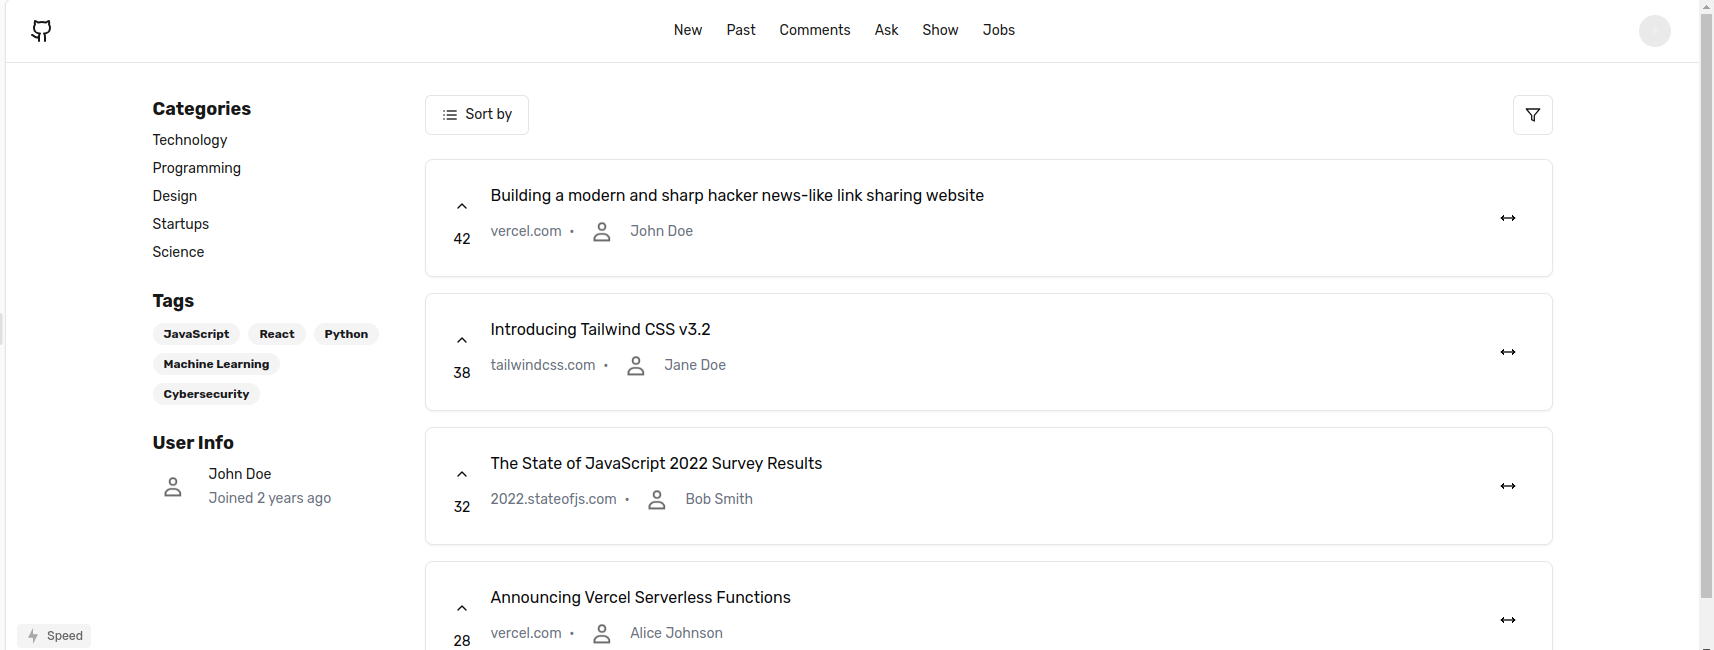 New Past Comments Ask Show Jobs
Categories
Technology
Programming
Design
Startups
Science
Tags
JavaScript React Python
Machine Learning
Cybersecurity
User Info
John Doe
Joined 2 years ago
Speed
Sort by
Building a modern and sharp hacker news-like link sharing website
42
vercel.com • John Doe
Introducing Tailwind CSS v3.2
38
tailwindcss.com • Jane Doe
The State of JavaScript 2022 Survey Results
32
2022.stateofjs.com • Bob Smith
Announcing Vercel Serverless Functions
28
vercel.com • Alice Johnson